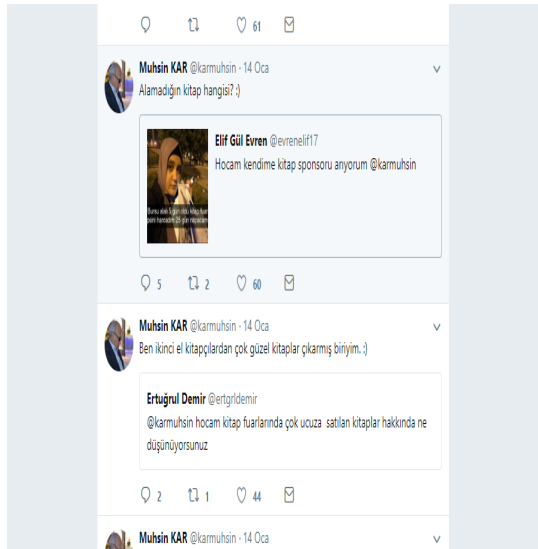 61
Muhsin KAR @karmuhsin · 14 Oca
Alamadığın kitap hangisi? :)
Elif Gül Evren @evrenelif17
Hocam kendime kitap sponsoru arıyorum @karmuhsin
5 2 60
Muhsin KAR @karmuhsin · 14 Oca
Ben ikinci el kitapçılardan çok güzel kitaplar çıkarmış biriyim. :)
Ertuğrul Demir @ertgrldemir
@karmuhsin hocam kitap fuarlarında çok ucuza satılan kitaplar hakkında ne
düşünüyorsunuz
2 1 44
Muhsin KAR @karmuhsin · 14 Oca